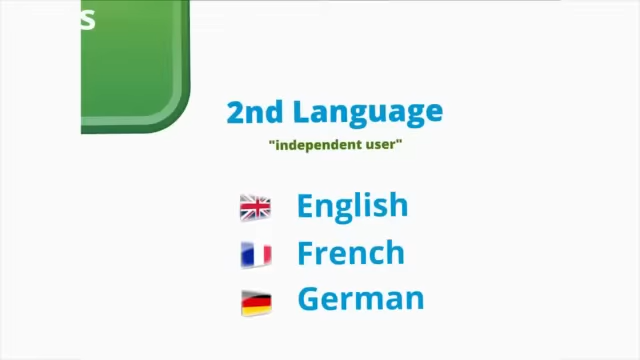 2nd Language
"independent user"
English
French
German